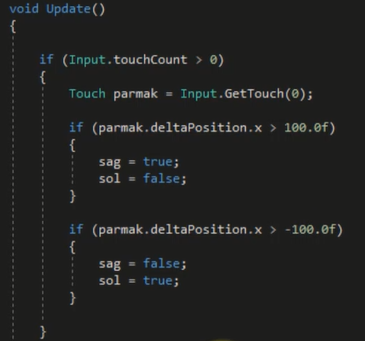 void Update()
{
if (Input.touchCount > 0)
{
Touch parmak = Input.GetTouch(0);
if (parmak.deltaPosition.x > 100.0f)
{
sag = true;
sol = false;
}
if (parmak.deltaPosition.x > -100.0f)
{
sag = false;
sol = true;
}
}